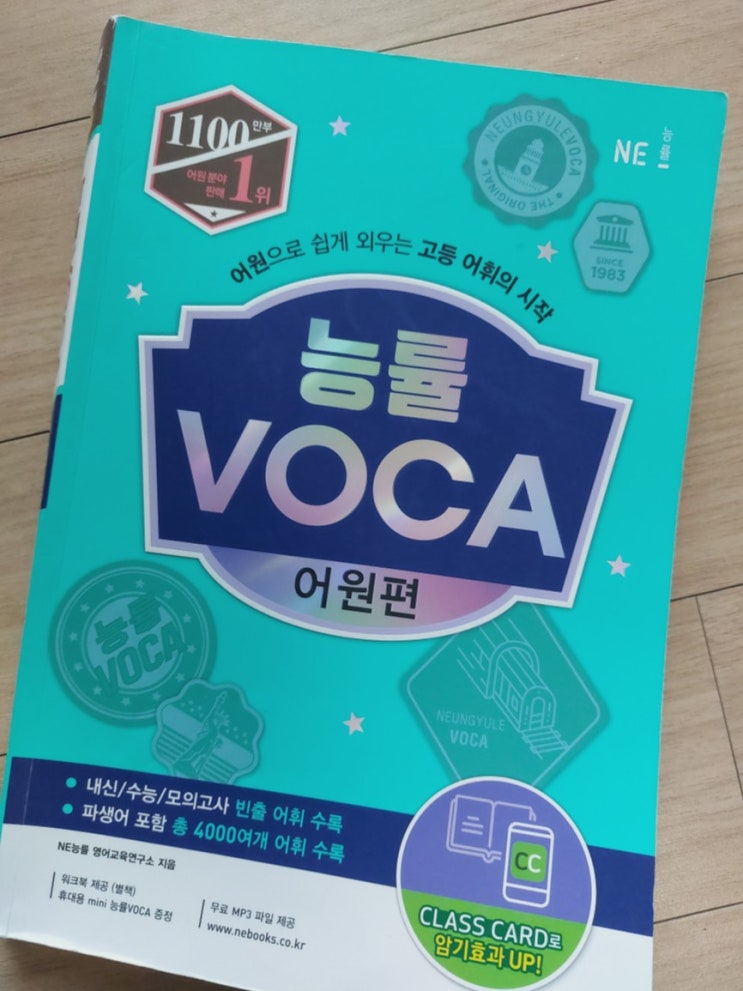 1100만부
어원 분야
판매 1위
NEUNGYULEVOCA
THE ORIGINAL
NE 능률
SINCE
1983
어원으로 쉽게 외우는 고등 어휘의 시작
능률
VOCA
어원편
능률
VOCA
NEUNGYULE
VOCA
• 내신/수능/모의고사 빈출 어휘 수록
• 파생어 포함 총 4000여개 어휘 수록
NE능률 영어교육연구소 지음
워크북 제공 (별책)
휴대용 mini 능률VOCA 증정
무료 MP3 파일 제공
www.nebooks.co.kr
CC
CLASS CARD로
암기효과 UP!